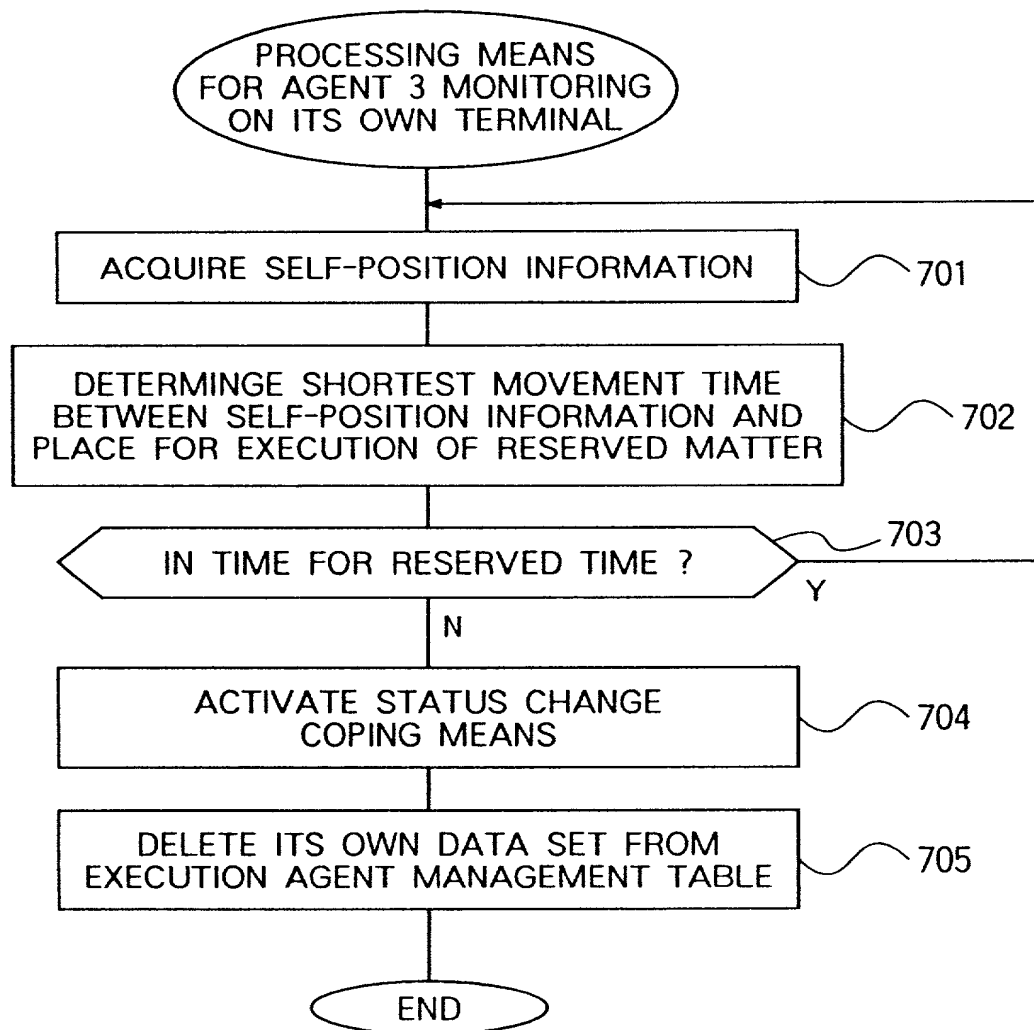 PROCESSING MEANS
FOR AGENT 3 MONITORING
ON ITS OWN TERMINAL
ACQUIRE SELF-POSITION INFORMATION
701
DETERMINGE SHORTEST MOVEMENT TIME
BETWEEN SELF-POSITION INFORMATION AND
PLACE FOR EXECUTION OF RESERVED MATTER
702
IN TIME FOR RESERVED TIME ?
703
Y
N
ACTIVATE STATUS CHANGE
COPING MEANS
704
DELETE ITS OWN DATA SET FROM
EXECUTION AGENT MANAGEMENT TABLE
705
END